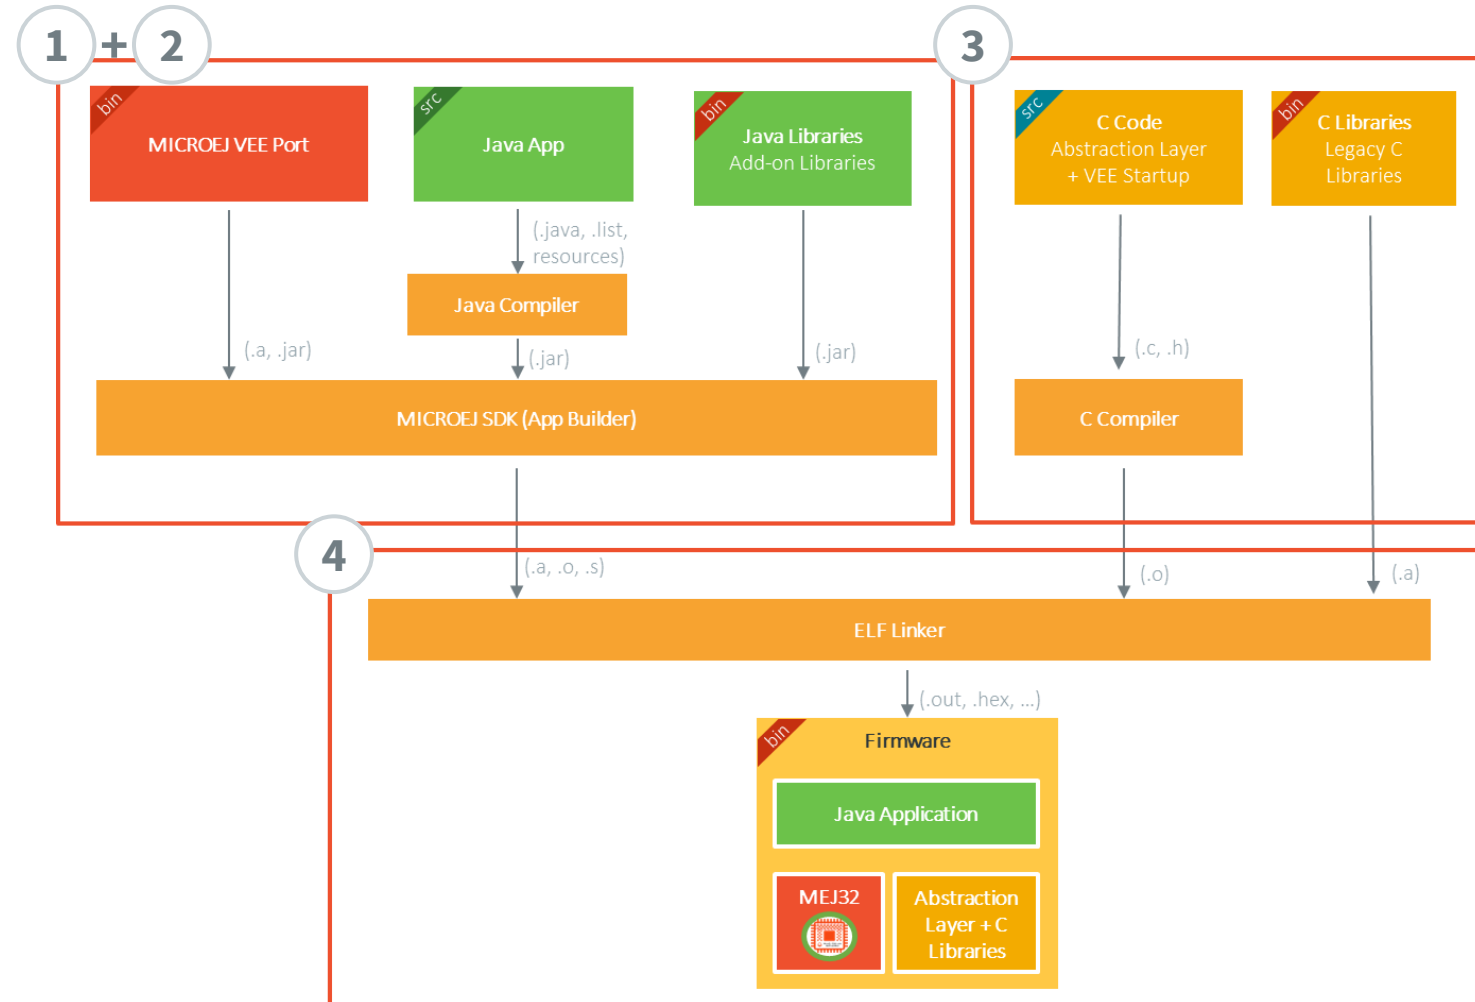 1 + 2
3
bin
MICROEJ VEE Port
src
Java App
bin
Java Libraries
Add-on Libraries
src
C Code
Abstraction Layer
+ VEE Startup
bin
C Libraries
Legacy C
Libraries
(.java, .list,
resources)
Java Compiler
(.a, .jar)
(.jar)
(.jar)
(.c, .h)
MICROEJ SDK (App Builder)
C Compiler
4
(.a, .o, .s)
(.o)
(.a)
ELF Linker
(.out, .hex, ...)
bin
Firmware
Java Application
MEJ32
Abstraction
Layer + C
Libraries